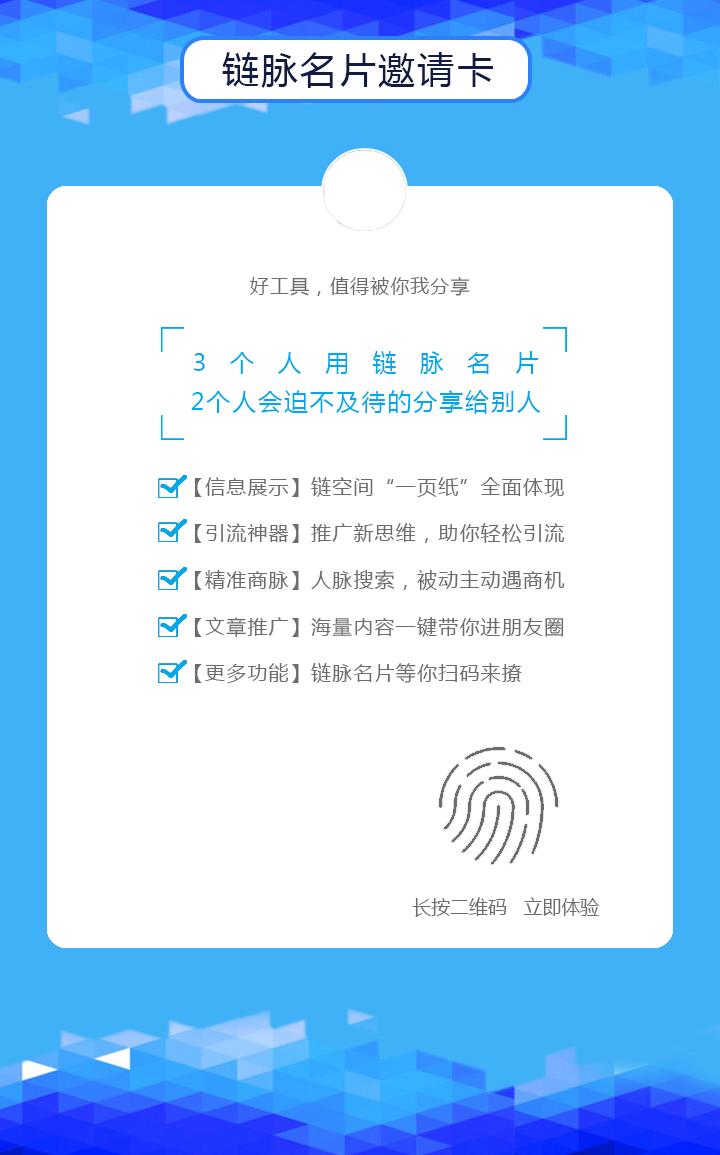 链脉名片邀请卡
好工具，值得被你我分享
3个人用链脉名片
2个人会迫不及待的分享给别人
【信息展示】链空间“一页纸”全面体现
【引流神器】推广新思维，助你轻松引流
【精准商脉】人脉搜索，被动主动遇商机
【文章推广】海量内容一键带你进朋友圈
【更多功能】链脉名片等你扫码来撩
长按二维码 立即体验